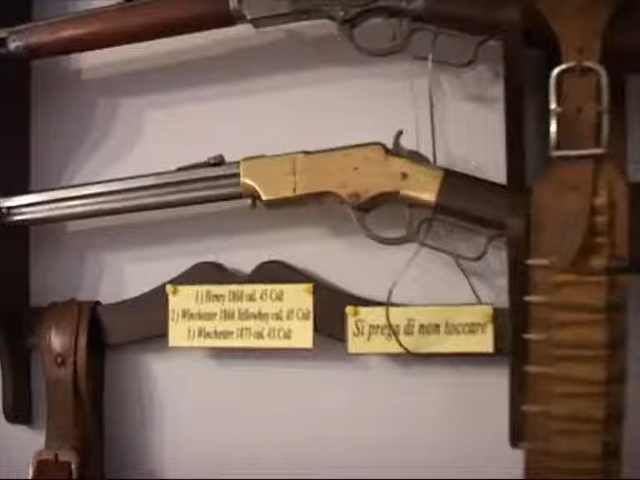 1) Henry 1860 cal. 45 Colt
2) Winchester 1866 Yellowboy cal. 45 Colt
3) Winchester 1873 cal. 45 Colt
Si prega di non toccare